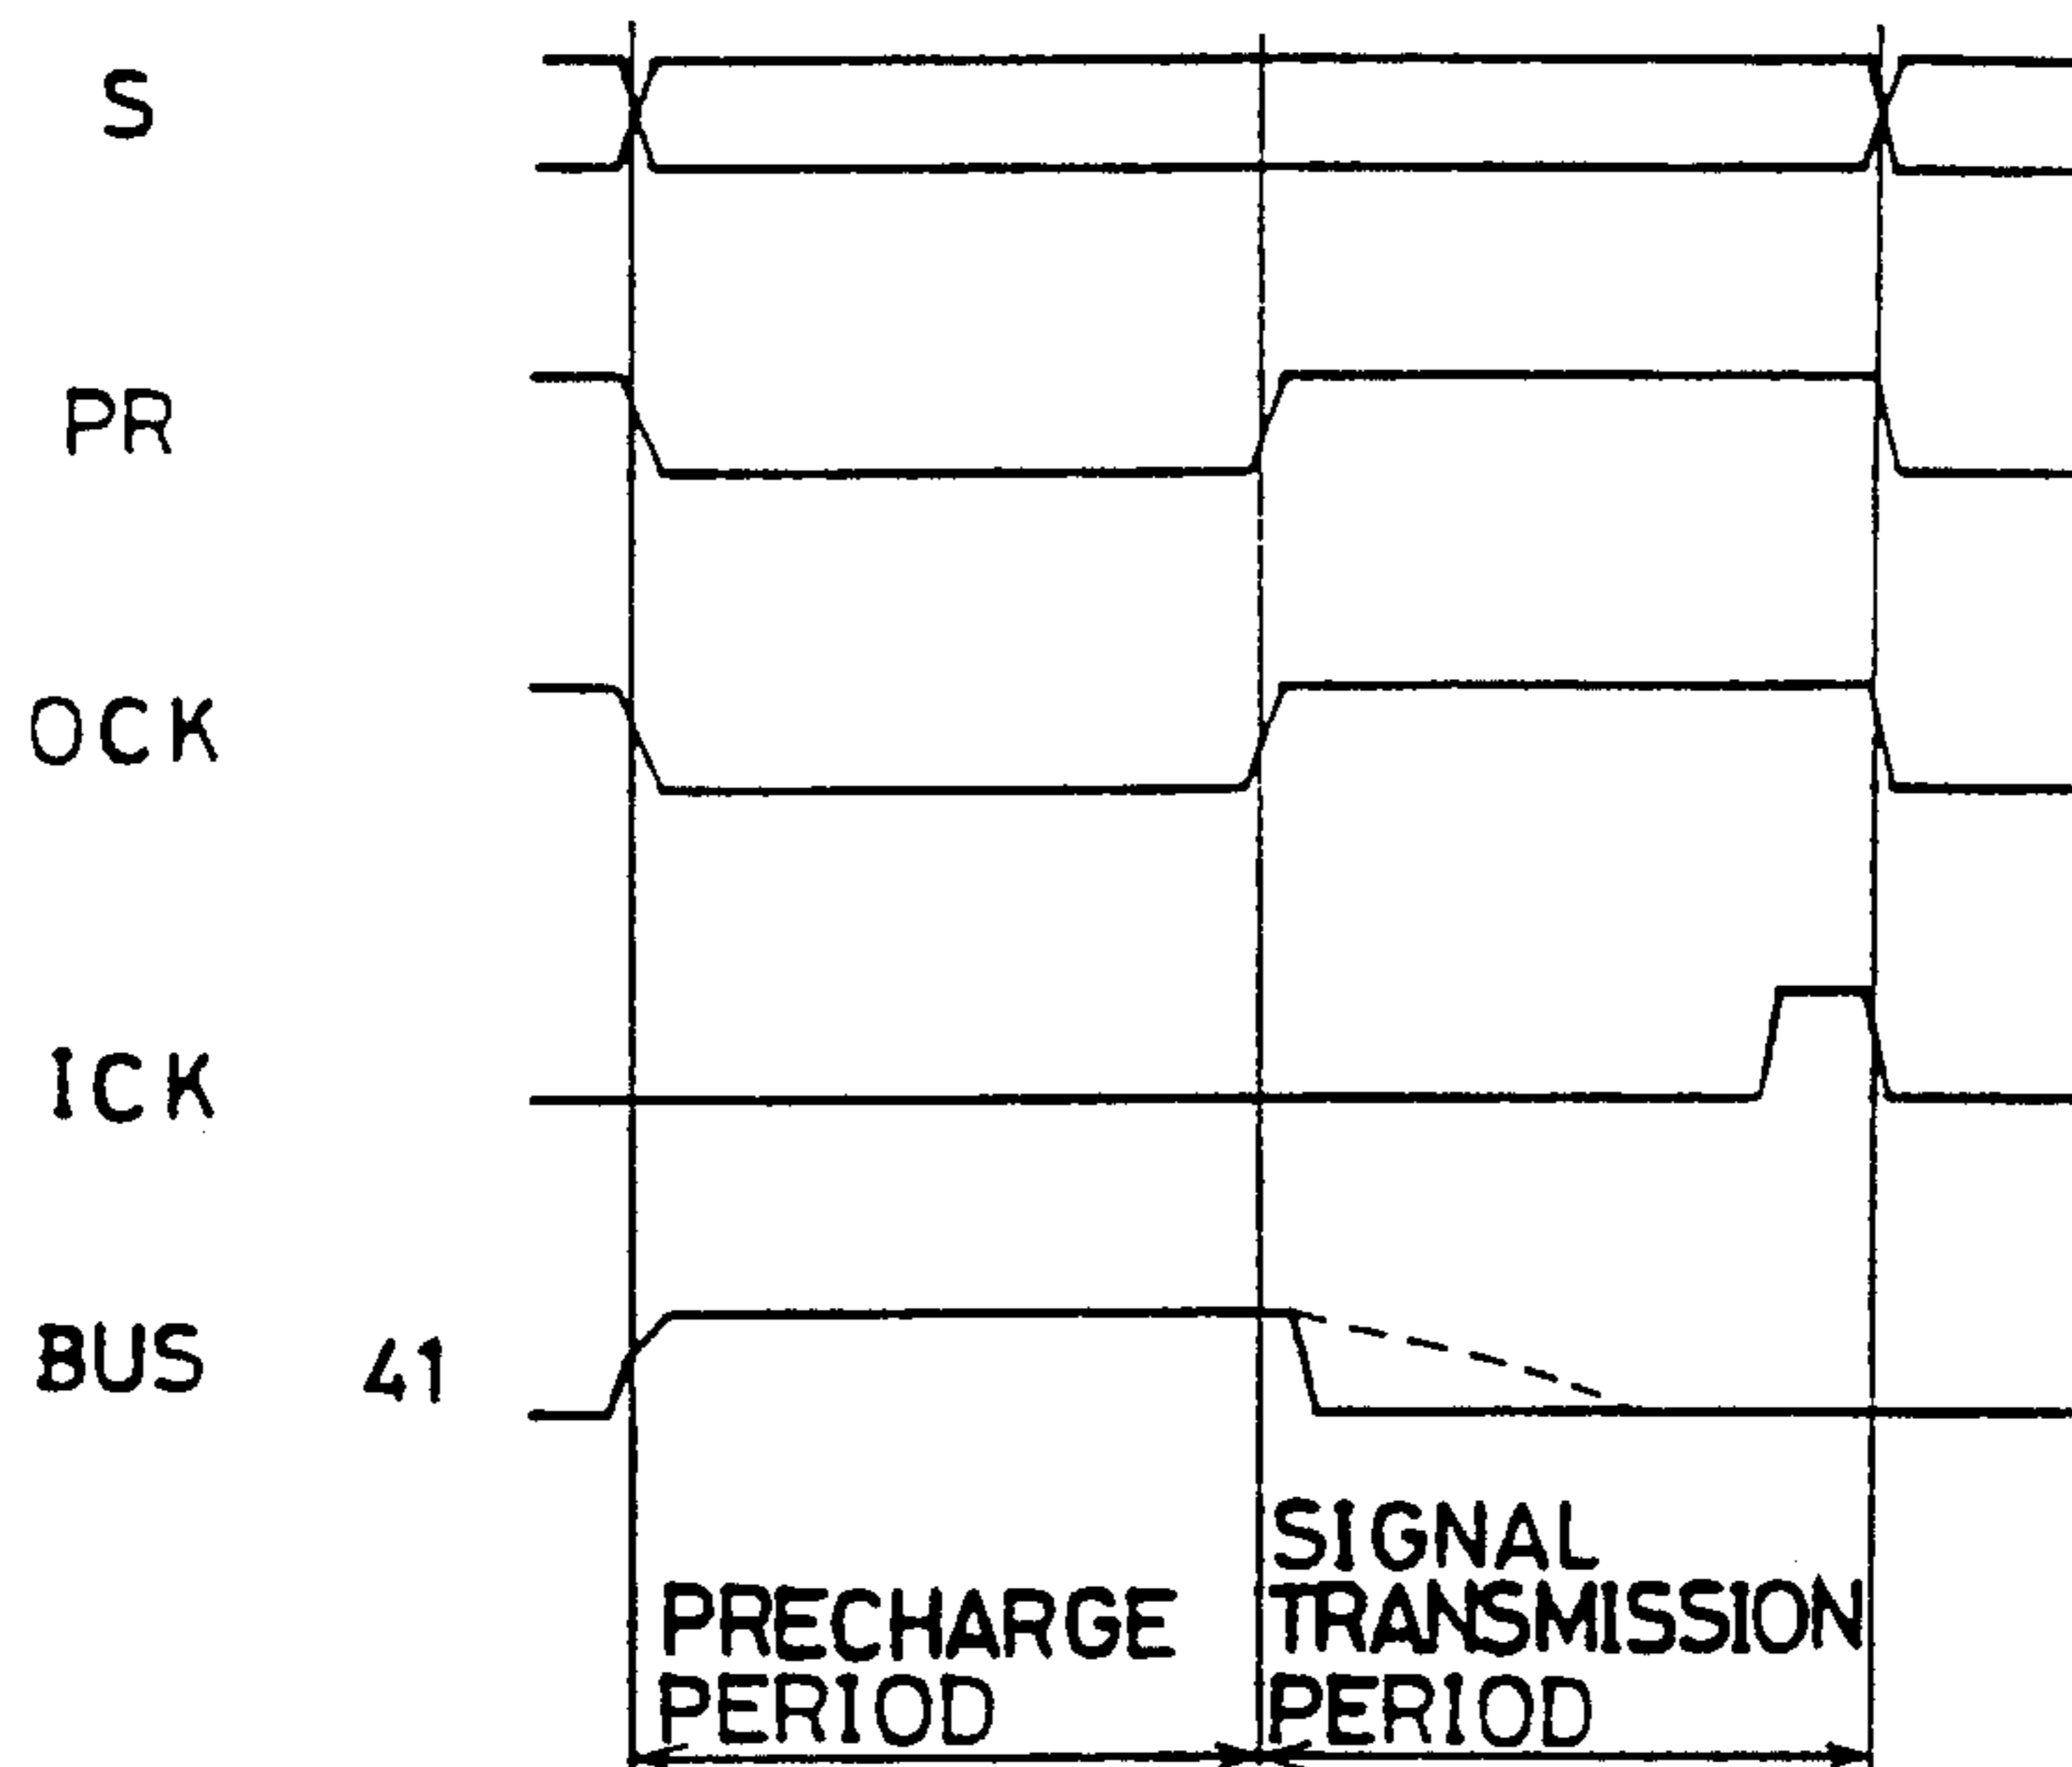 S
PR
OCK
ICK
BUS 41
PRECHARGE PERIOD
SIGNAL TRANSMISSION PERIOD